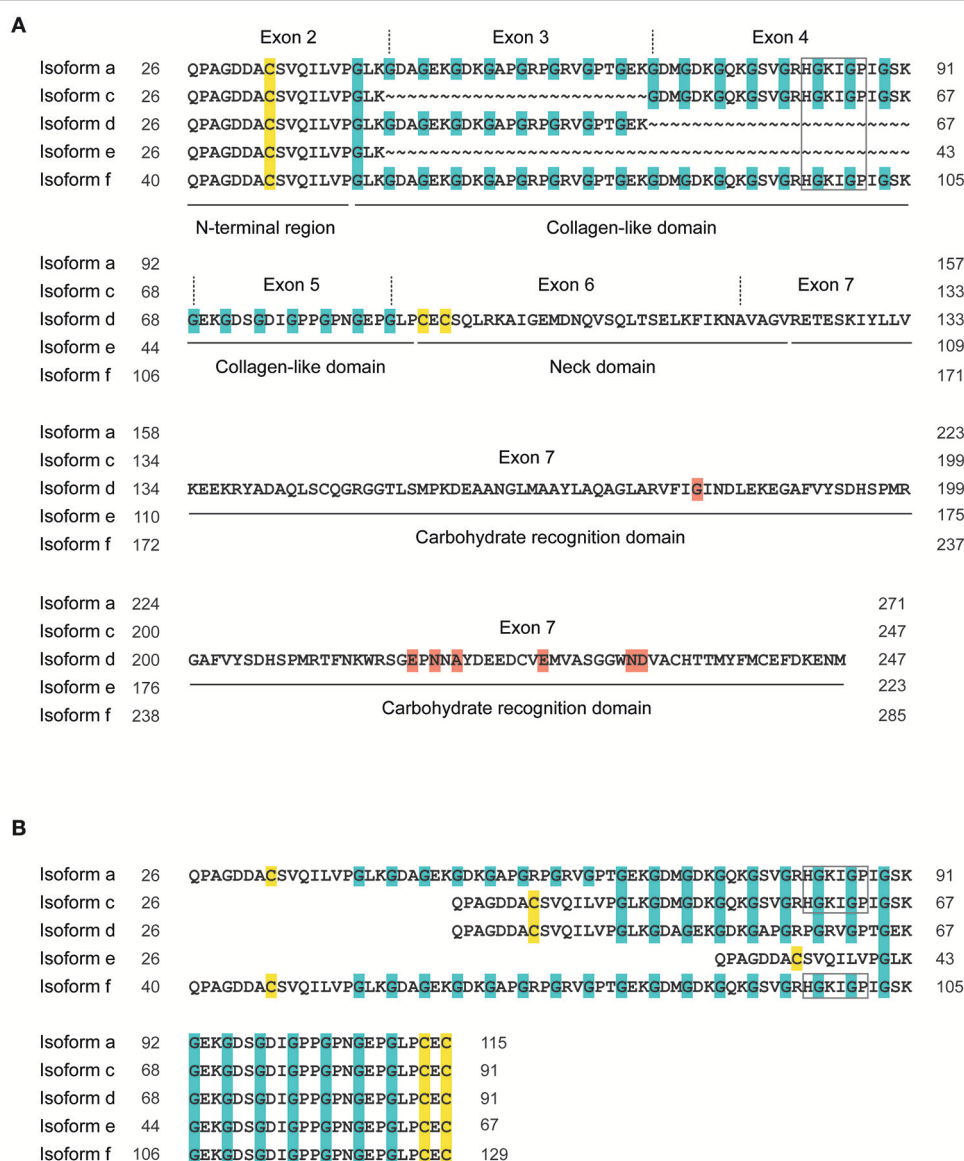 A
Exon 2 Exon 3 Exon 4
Isoform a 26 QPAGDDACSVQILVPGLKGDAGEKGDKGAPGRPGRVGPTGEKGDMGDKGQKGSVGRHGKIGPIGSK 91
Isoform c 26 QPAGDDACSVQILVPGLK~~~~~~~~~~~~~~~~~~~~~~~~GDMGDKGQKGSVGRHGKIGPIGSK 67
Isoform d 26 QPAGDDACSVQILVPGLKGDAGEKGDKGAPGRPGRVGPTGEK~~~~~~~~~~~~~~~~~~~~~~~~ 67
Isoform e 26 QPAGDDACSVQILVPGLK~~~~~~~~~~~~~~~~~~~~~~~~~~~~~~~~~~~~~~~~~~~~~~~~ 43
Isoform f 40 QPAGDDACSVQILVPGLKGDAGEKGDKGAPGRPGRVGPTGEKGDMGDKGQKGSVGRHGKIGPIGSK 105
N-terminal region Collagen-like domain
Isoform a 92 157
Isoform c 68 Exon 5 Exon 6 Exon 7 133
Isoform d 68 GEKGDSGDIGPPGPNGEPGLPCECSQLRKAIGEMDNQVSQLTSELKFIKNAVAGVRETESKIYLLV 133
Isoform e 44 109
Collagen-like domain Neck domain
Isoform f 106 171
Isoform a 158 223
Isoform c 134 Exon 7 199
Isoform d 134 KEEKRYADAQLSCQGRGGTLSMPKDEAANGLMAAYLAQAGLARVFIGINDLEKEGAFVYSDHSPMR 199
Isoform e 110 175
Carbohydrate recognition domain
Isoform f 172 237
Isoform a 224 271
Isoform c 200 Exon 7 247
Isoform d 200 GAFVYSDHSPMRTFNKWRSGEPNNAYDEEDCVEMVASGGWNDVACHTTMYFMCEFDKENM 247
Isoform e 176 223
Carbohydrate recognition domain
Isoform f 238 285
B
Isoform a 26 QPAGDDACSVQILVPGLKGDAGEKGDKGAPGRPGRVGPTGEKGDMGDKGQKGSVGRHGKIGPIGSK 91
Isoform c 26 QPAGDDACSVQILVPGLKGDMGDKGQKGSVGRHGKIGPIGSK 67
Isoform d 26 QPAGDDACSVQILVPGLKGDAGEKGDKGAPGRPGRVGPTGEK 67
Isoform e 26 QPAGDDACSVQILVPGLK 43
Isoform f 40 QPAGDDACSVQILVPGLKGDAGEKGDKGAPGRPGRVGPTGEKGDMGDKGQKGSVGRHGKIGPIGSK 105
Isoform a 92 GEKGDSGDIGPPGPNGEPGLPCEC 115
Isoform c 68 GEKGDSGDIGPPGPNGEPGLPCEC 91
Isoform d 68 GEKGDSGDIGPPGPNGEPGLPCEC 91
Isoform e 44 GEKGDSGDIGPPGPNGEPGLPCEC 67
Isoform f 106 GEKGDSGDIGPPGPNGEPGLPCEC 129